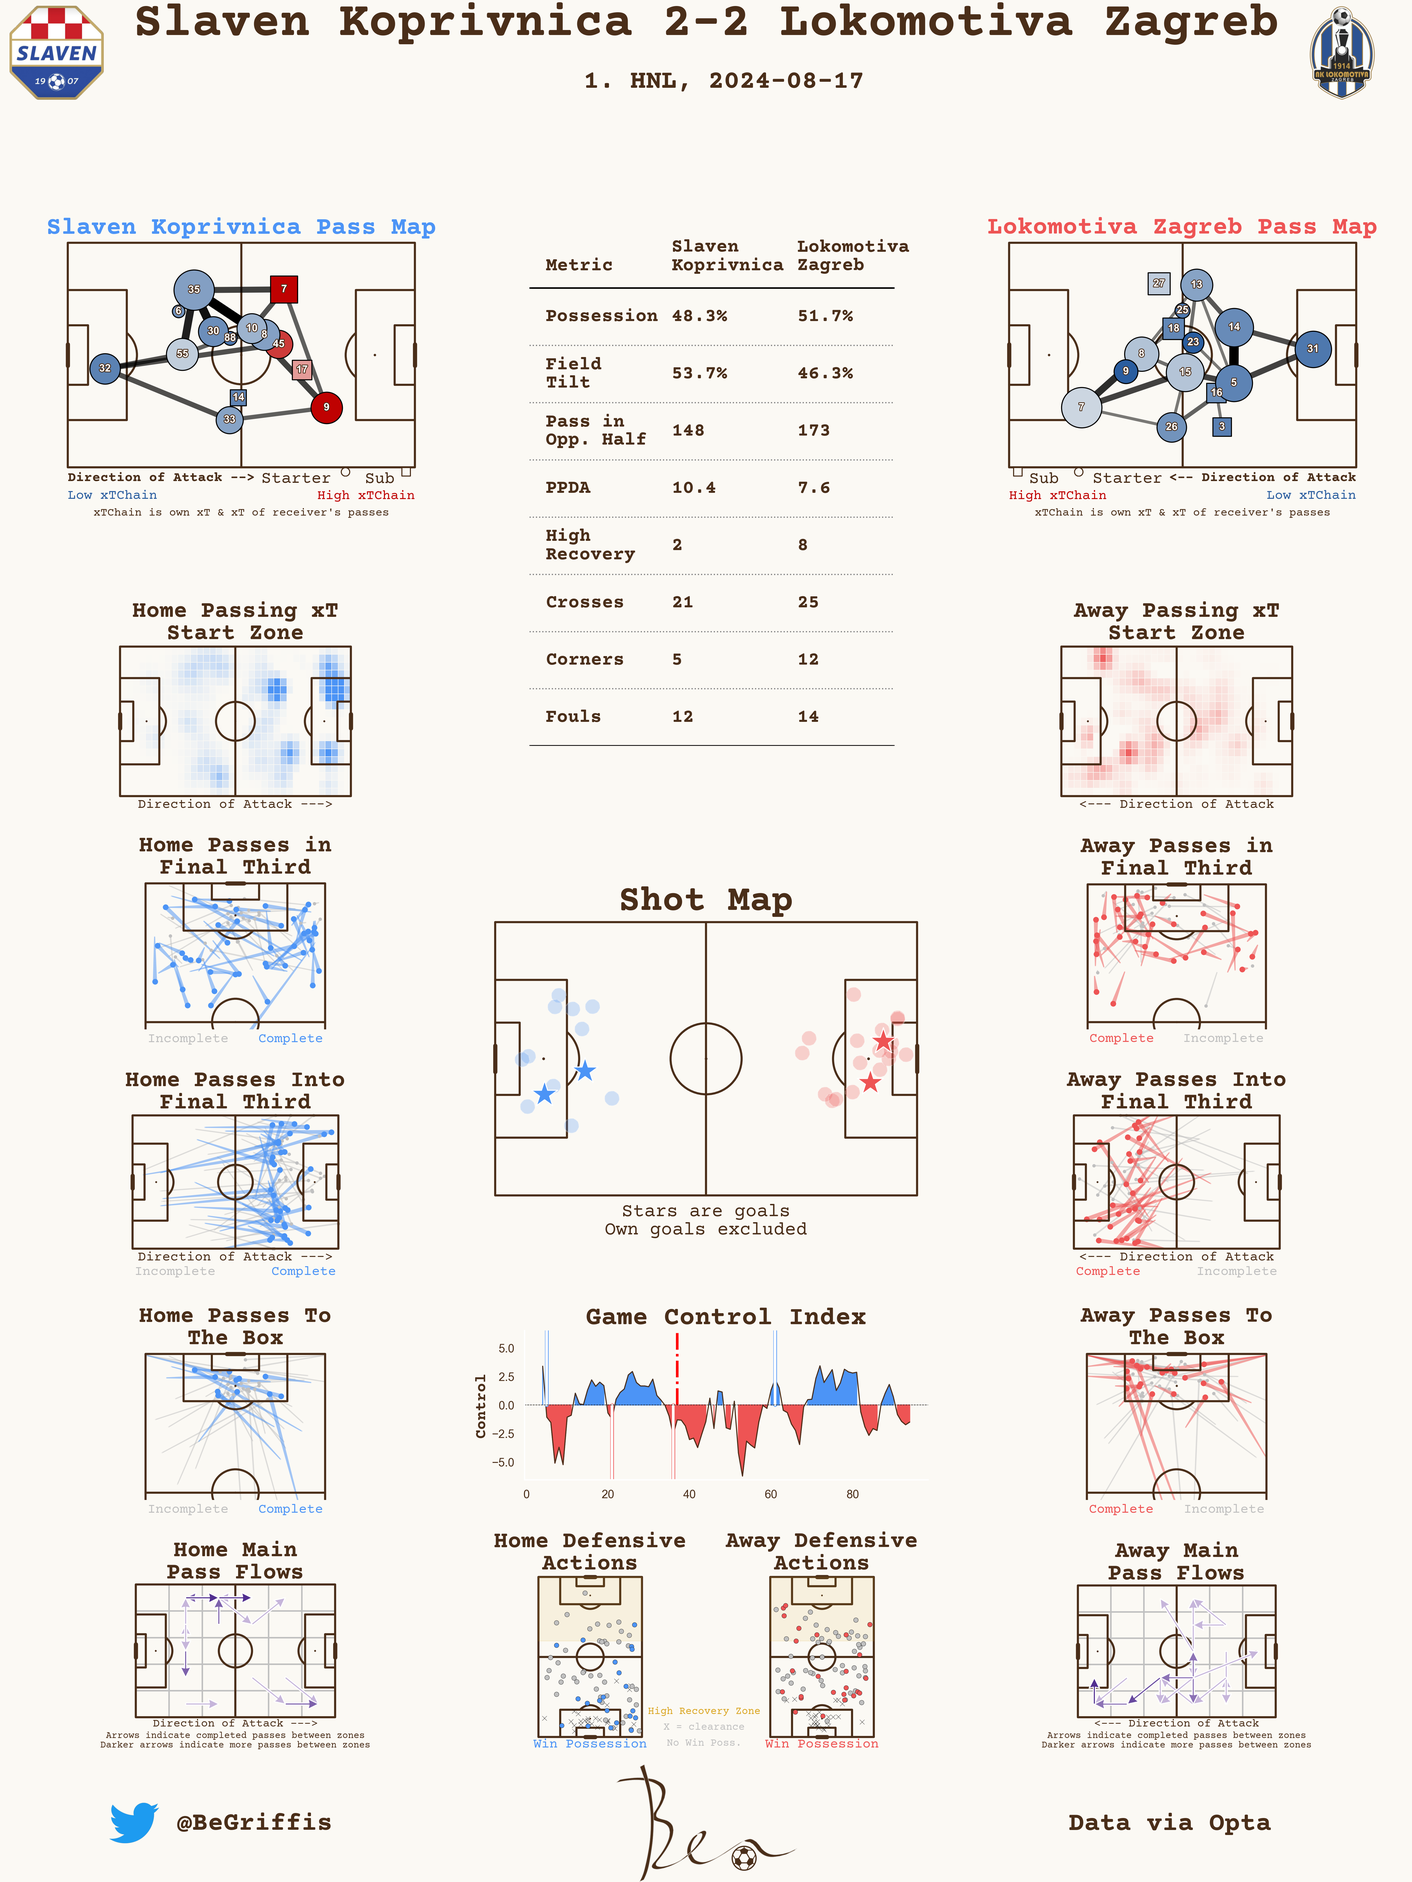 Slaven Koprivnica 2-2 Lokomotiva Zagreb
1. HNL, 2024-08-17
SLAVEN
19 07
1914
NK LOKOMOTIVA
ZAGREB
Slaven Koprivnica Pass Map
35
7
6
30
88
10
8
45
55
32
17
14
33
9
Direction of Attack --> Starter Sub
Low xTChain High xTChain
xTChain is own xT & xT of receiver's passes
Metric Slaven Koprivnica Lokomotiva Zagreb
Possession 48.3% 51.7%
Field Tilt 53.7% 46.3%
Pass in Opp. Half 148 173
PPDA 10.4 7.6
High Recovery 2 8
Crosses 21 25
Corners 5 12
Fouls 12 14
Lokomotiva Zagreb Pass Map
27
13
25
18
14
23
8
31
9
15
5
16
7
26
3
Sub Starter <-- Direction of Attack
High xTChain Low xTChain
xTChain is own xT & xT of receiver's passes
Home Passing xT
Start Zone
Direction of Attack --->
Away Passing xT
Start Zone
<--- Direction of Attack
Home Passes in
Final Third
Incomplete Complete
Away Passes in
Final Third
Complete Incomplete
Shot Map
Stars are goals
Own goals excluded
Home Passes Into
Final Third
Direction of Attack --->
Incomplete Complete
Away Passes Into
Final Third
<--- Direction of Attack
Complete Incomplete
Home Passes To
The Box
Incomplete Complete
Game Control Index
Control
5.0
2.5
0.0
−2.5
−5.0
0 20 40 60 80
Away Passes To
The Box
Complete Incomplete
Home Main
Pass Flows
Direction of Attack --->
Arrows indicate completed passes between zones
Darker arrows indicate more passes between zones
Home Defensive
Actions
Win Possession
Away Defensive
Actions
Win Possession
High Recovery Zone
X = clearance
No Win Poss.
Away Main
Pass Flows
<--- Direction of Attack
Arrows indicate completed passes between zones
Darker arrows indicate more passes between zones
@BeGriffis
Ben
Data via Opta